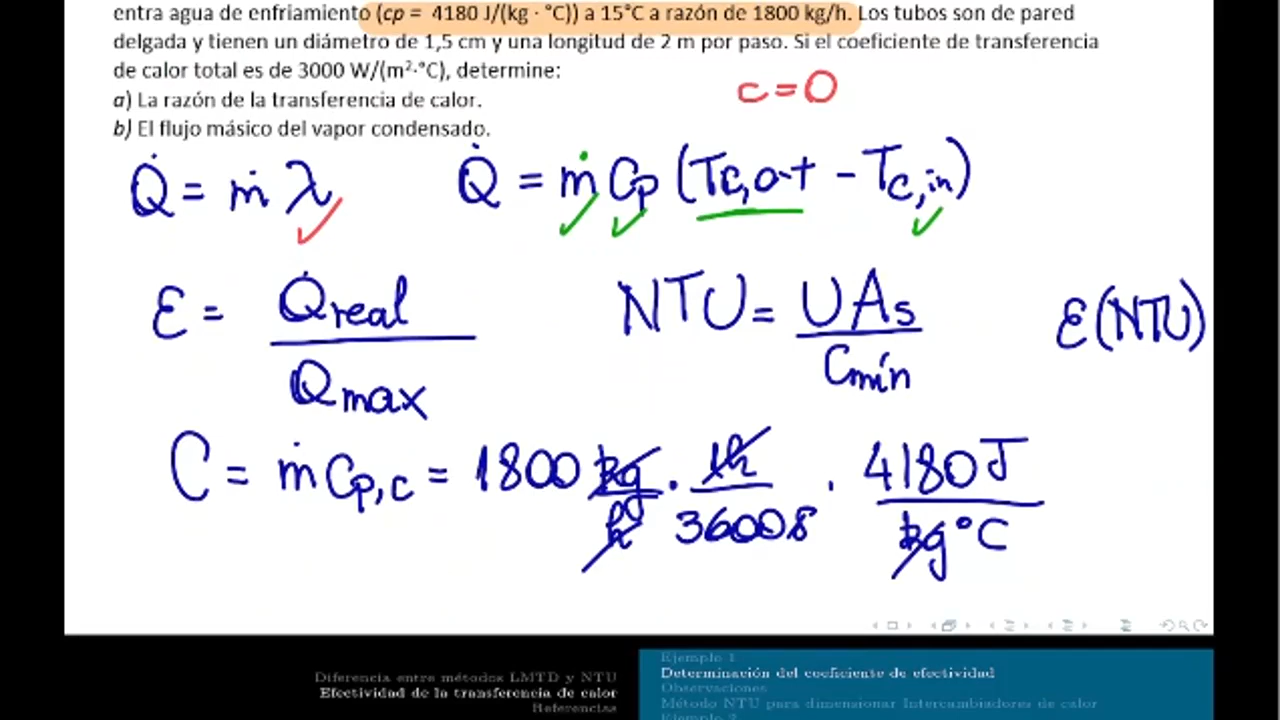 entra agua de enfriamiento (cp = 4180 J/(kg · °C)) a 15°C a razón de 1800 kg/h. Los tubos son de pared
delgada y tienen un diámetro de 1,5 cm y una longitud de 2 m por paso. Si el coeficiente de transferencia
de calor total es de 3000 W/(m²·°C), determine:
a) La razón de la transferencia de calor.
c = 0
b) El flujo másico del vapor condensado.
Q̇ = ṁ λ    Q̇ = ṁ Cp (Tc,out - Tc,in)
ε = Q̇real / Qmax    NTU = UAs / Cmín    ε(NTU)
C = ṁ Cp,c = 1800 kg/h · 1h/3600s · 4180 J/kg°C
Ejemplo 1
Diferencia entre métodos LMTD y NTU
Determinación del coeficiente de efectividad
Efectividad de la transferencia de calor
Observaciones
Referencias
Método NTU para dimensionar Intercambiadores de calor
Ejemplo 2